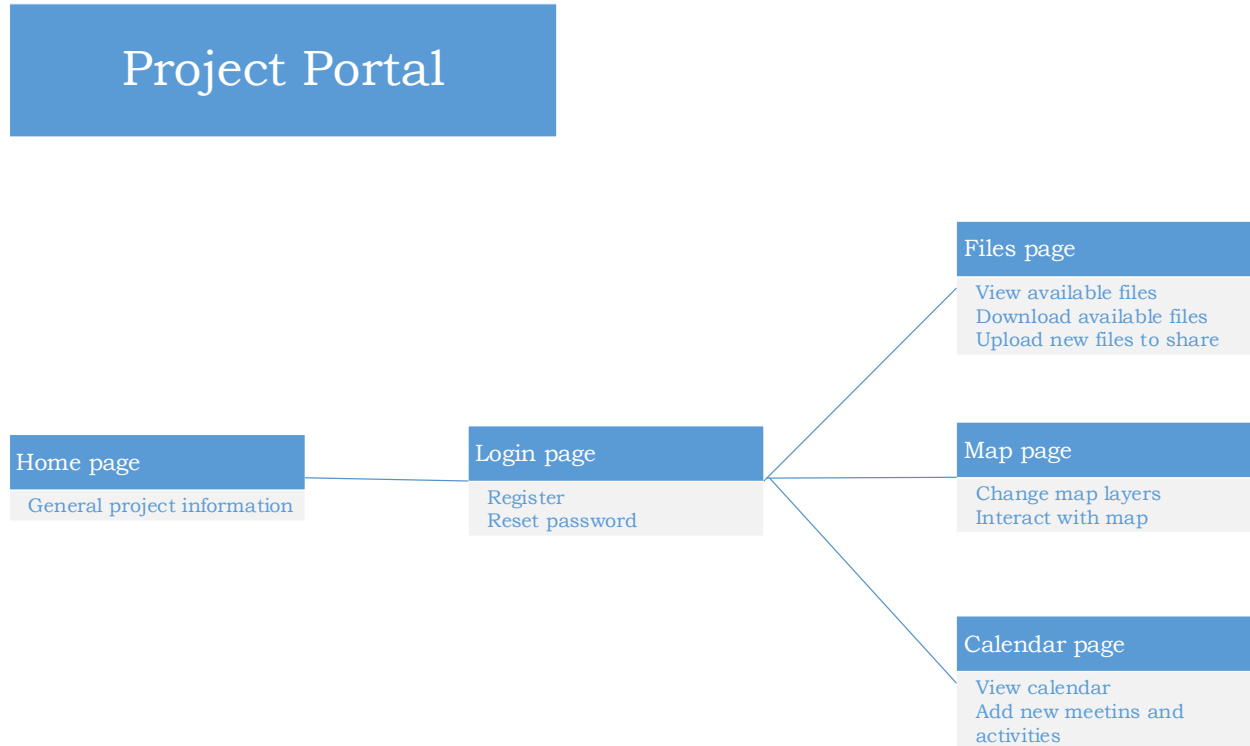 Project Portal
Files page
View available files
Download available files
Upload new files to share
Home page
General project information
Login page
Register
Reset password
Map page
Change map layers
Interact with map
Calendar page
View calendar
Add new meetins and
activities